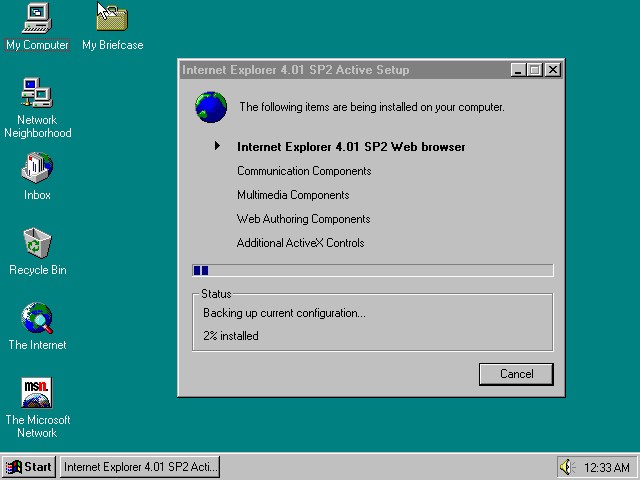 My Computer
My Briefcase
Network
Neighborhood
Inbox
Recycle Bin
The Internet
msn.
The Microsoft
Network
Internet Explorer 4.01 SP2 Active Setup
The following items are being installed on your computer.
Internet Explorer 4.01 SP2 Web browser
Communication Components
Multimedia Components
Web Authoring Components
Additional ActiveX Controls
Status
Backing up current configuration...
2% installed
Cancel
Start
Internet Explorer 4.01 SP2 Acti...
12:33 AM